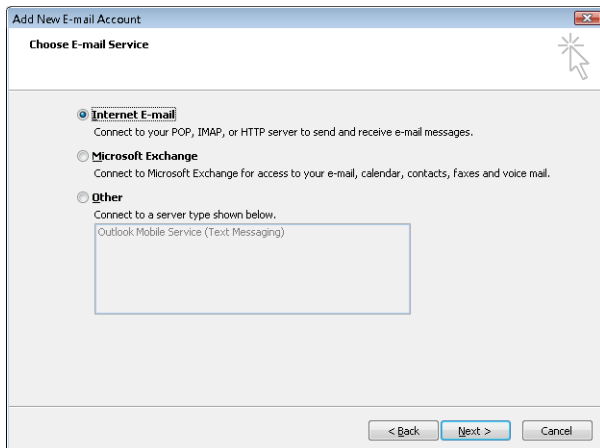 Add New E-mail Account
Choose E-mail Service
Internet E-mail
Connect to your POP, IMAP, or HTTP server to send and receive e-mail messages.
Microsoft Exchange
Connect to Microsoft Exchange for access to your e-mail, calendar, contacts, faxes and voice mail.
Other
Connect to a server type shown below.
Outlook Mobile Service (Text Messaging)
< Back Next > Cancel